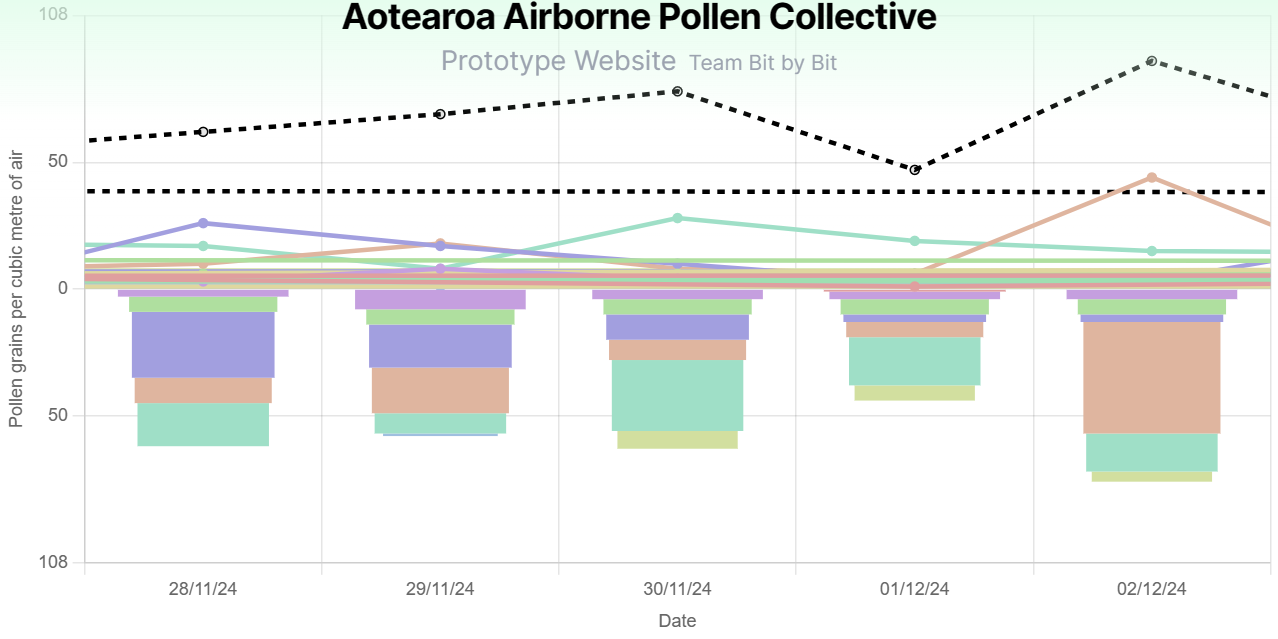 Aotearoa Airborne Pollen Collective
Prototype Website Team Bit by Bit
108
50
0
50
108
Pollen grains per cubic metre of air
28/11/24 29/11/24 30/11/24 01/12/24 02/12/24
Date